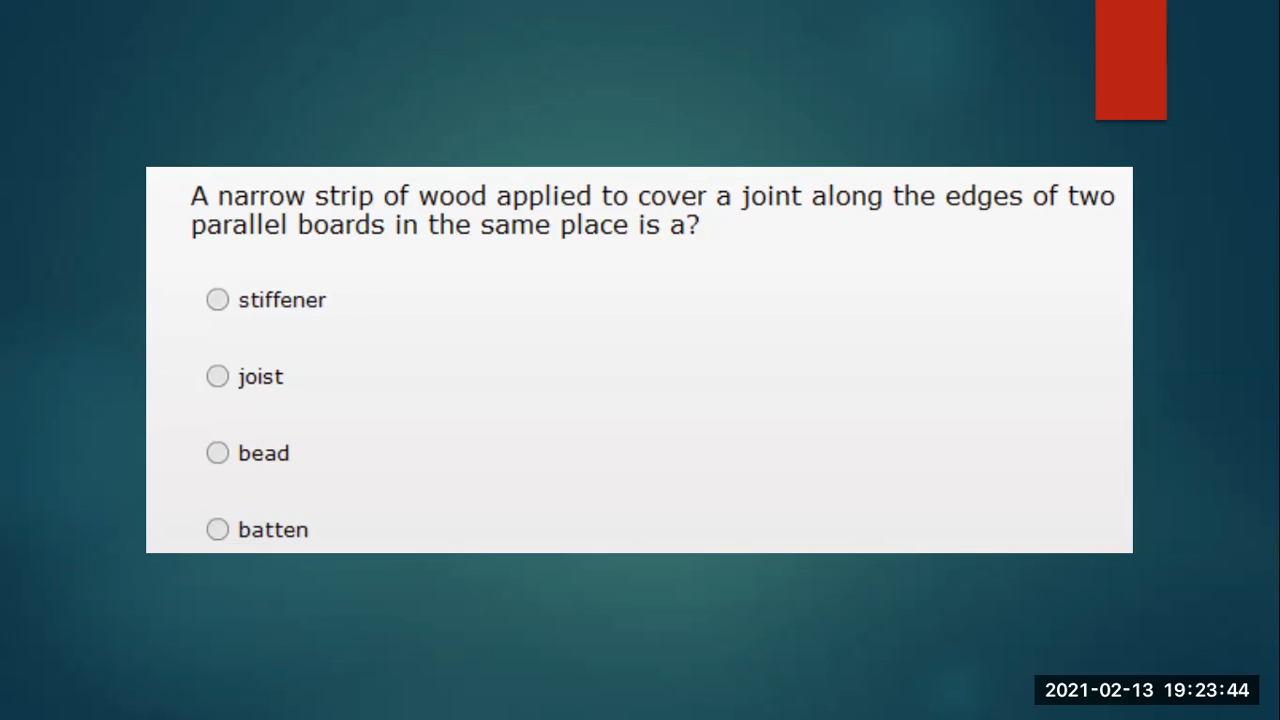 A narrow strip of wood applied to cover a joint along the edges of two
parallel boards in the same place is a?
stiffener
joist
bead
batten
2021-02-13 19:23:44